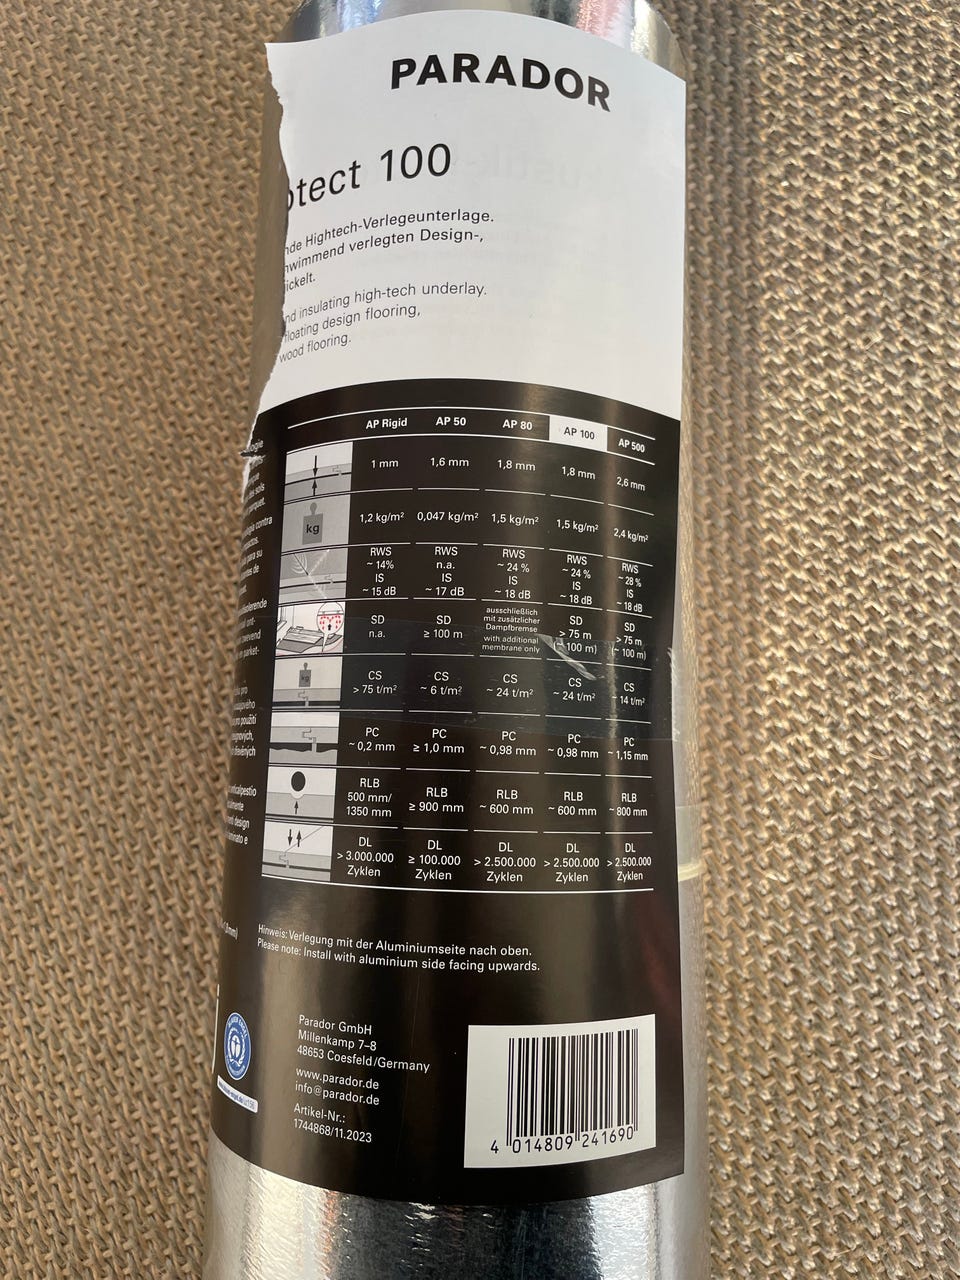 PARADOR
otect 100
nde Hightech-Verlegeunterlage.
hwimmend verlegten Design-,
ickelt.
nd insulating high-tech underlay.
floating design flooring,
wood flooring.
AP Rigid AP 50 AP 80 AP 100 AP 500
1 mm 1,6 mm 1,8 mm 1,8 mm 2,6 mm
kg 1,2 kg/m² 0,047 kg/m² 1,5 kg/m² 1,5 kg/m² 2,4 kg/m²
RWS RWS RWS RWS RWS
~ 14% n.a. ~ 24 % ~ 24 % ~ 28 %
IS IS IS IS IS
~ 15 dB ~ 17 dB ~ 18 dB ~ 18 dB ~ 18 dB
SD SD ausschließlich mit zusätzlicher Dampfbremse SD SD
n.a. ≥ 100 m with additional membrane only > 75 m > 75 m
(~ 100 m) (~ 100 m)
kg CS CS CS CS CS
> 75 t/m² ~ 6 t/m² ~ 24 t/m² ~ 24 t/m² ~ 14 t/m²
PC PC PC PC PC
~ 0,2 mm ≥ 1,0 mm ~ 0,98 mm ~ 0,98 mm ~ 1,15 mm
RLB RLB RLB RLB RLB
500 mm/ ≥ 900 mm ~ 600 mm ~ 600 mm ~ 800 mm
1350 mm
DL DL DL DL DL
> 3.000.000 ≥ 100.000 > 2.500.000 > 2.500.000 > 2.500.000
Zyklen Zyklen Zyklen Zyklen Zyklen
Hinweis: Verlegung mit der Aluminiumseite nach oben.
Please note: Install with aluminium side facing upwards.
Parador GmbH
Millenkamp 7–8
48653 Coesfeld/Germany
www.parador.de
info@parador.de
Artikel-Nr.:
1744868/11.2023
4 014809 241690